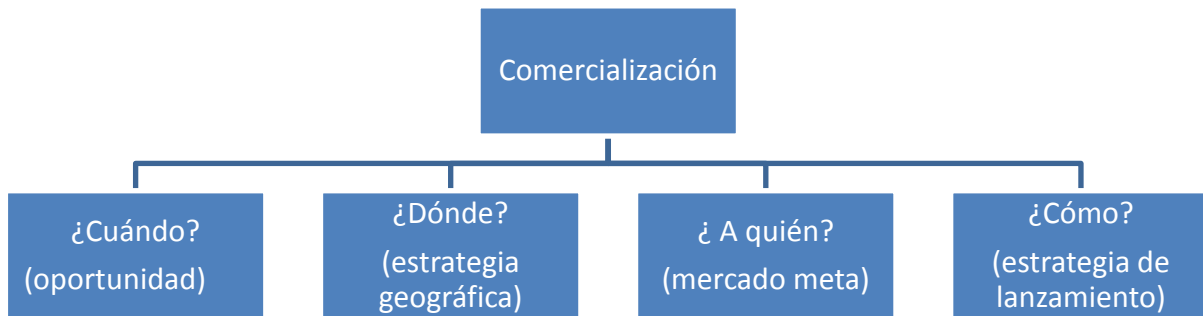 Comercialización
¿Cuándo?
(oportunidad)
¿Dónde?
(estrategia
geográfica)
¿ A quién?
(mercado meta)
¿Cómo?
(estrategia de
lanzamiento)